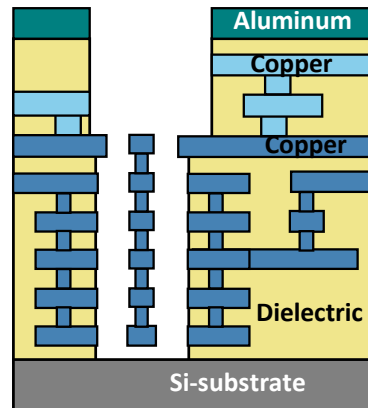 Aluminum
Copper
Copper
Dielectric
Si-substrate